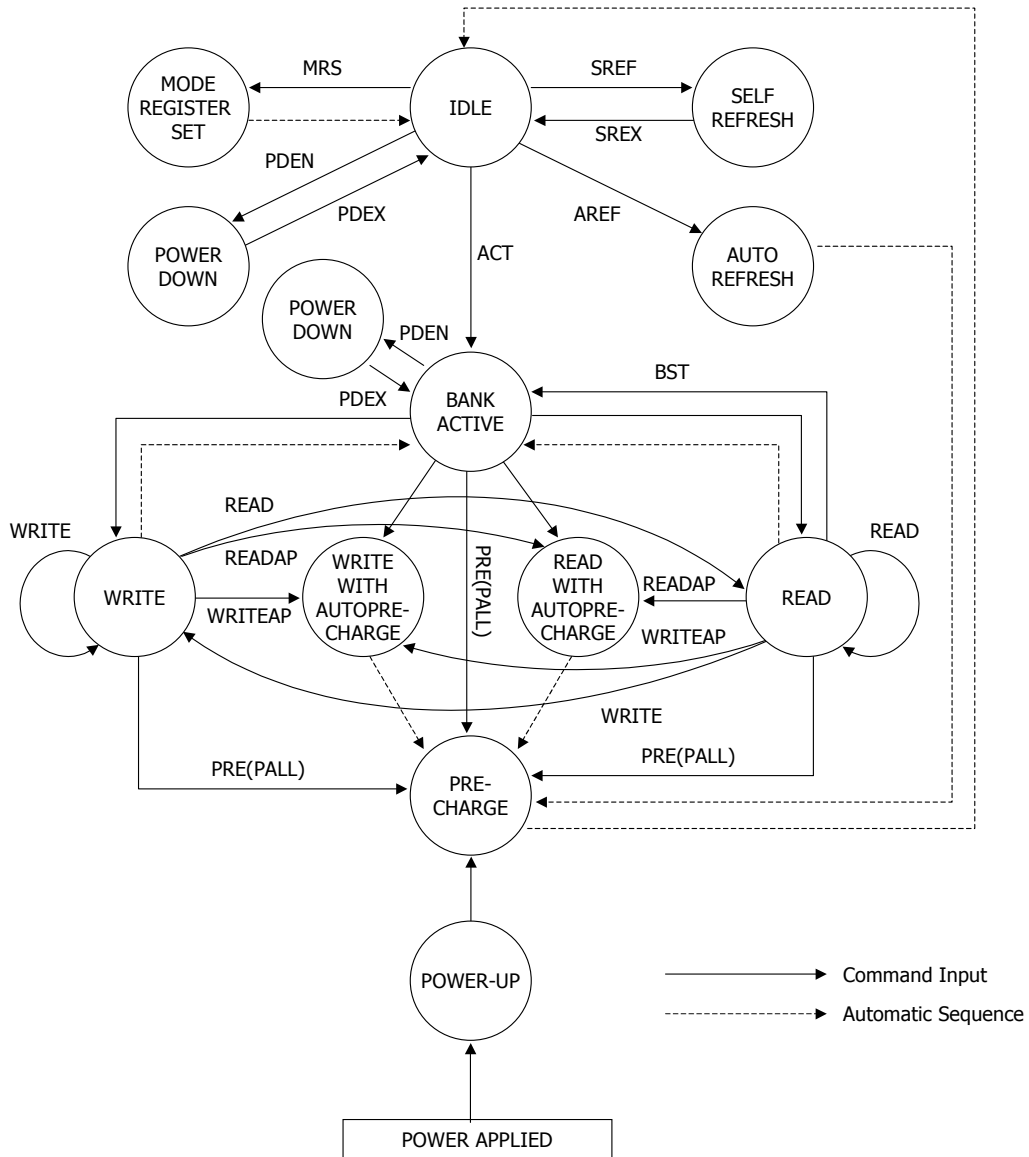 MRS
SREF
MODE
REGISTER
SET
IDLE
SELF
REFRESH
SREX
PDEN
PDEX
AREF
POWER
DOWN
ACT
AUTO
REFRESH
POWER
DOWN
PDEN
PDEX
BANK
ACTIVE
BST
READ
WRITE
READ
READAP
WRITE
WITH
AUTOPRE-
CHARGE
PRE(PALL)
READ
WITH
AUTOPRE-
CHARGE
READAP
WRITE
READ
WRITEAP
WRITEAP
WRITE
PRE(PALL)
PRE(PALL)
PRE-
CHARGE
POWER-UP
Command Input
Automatic Sequence
POWER APPLIED